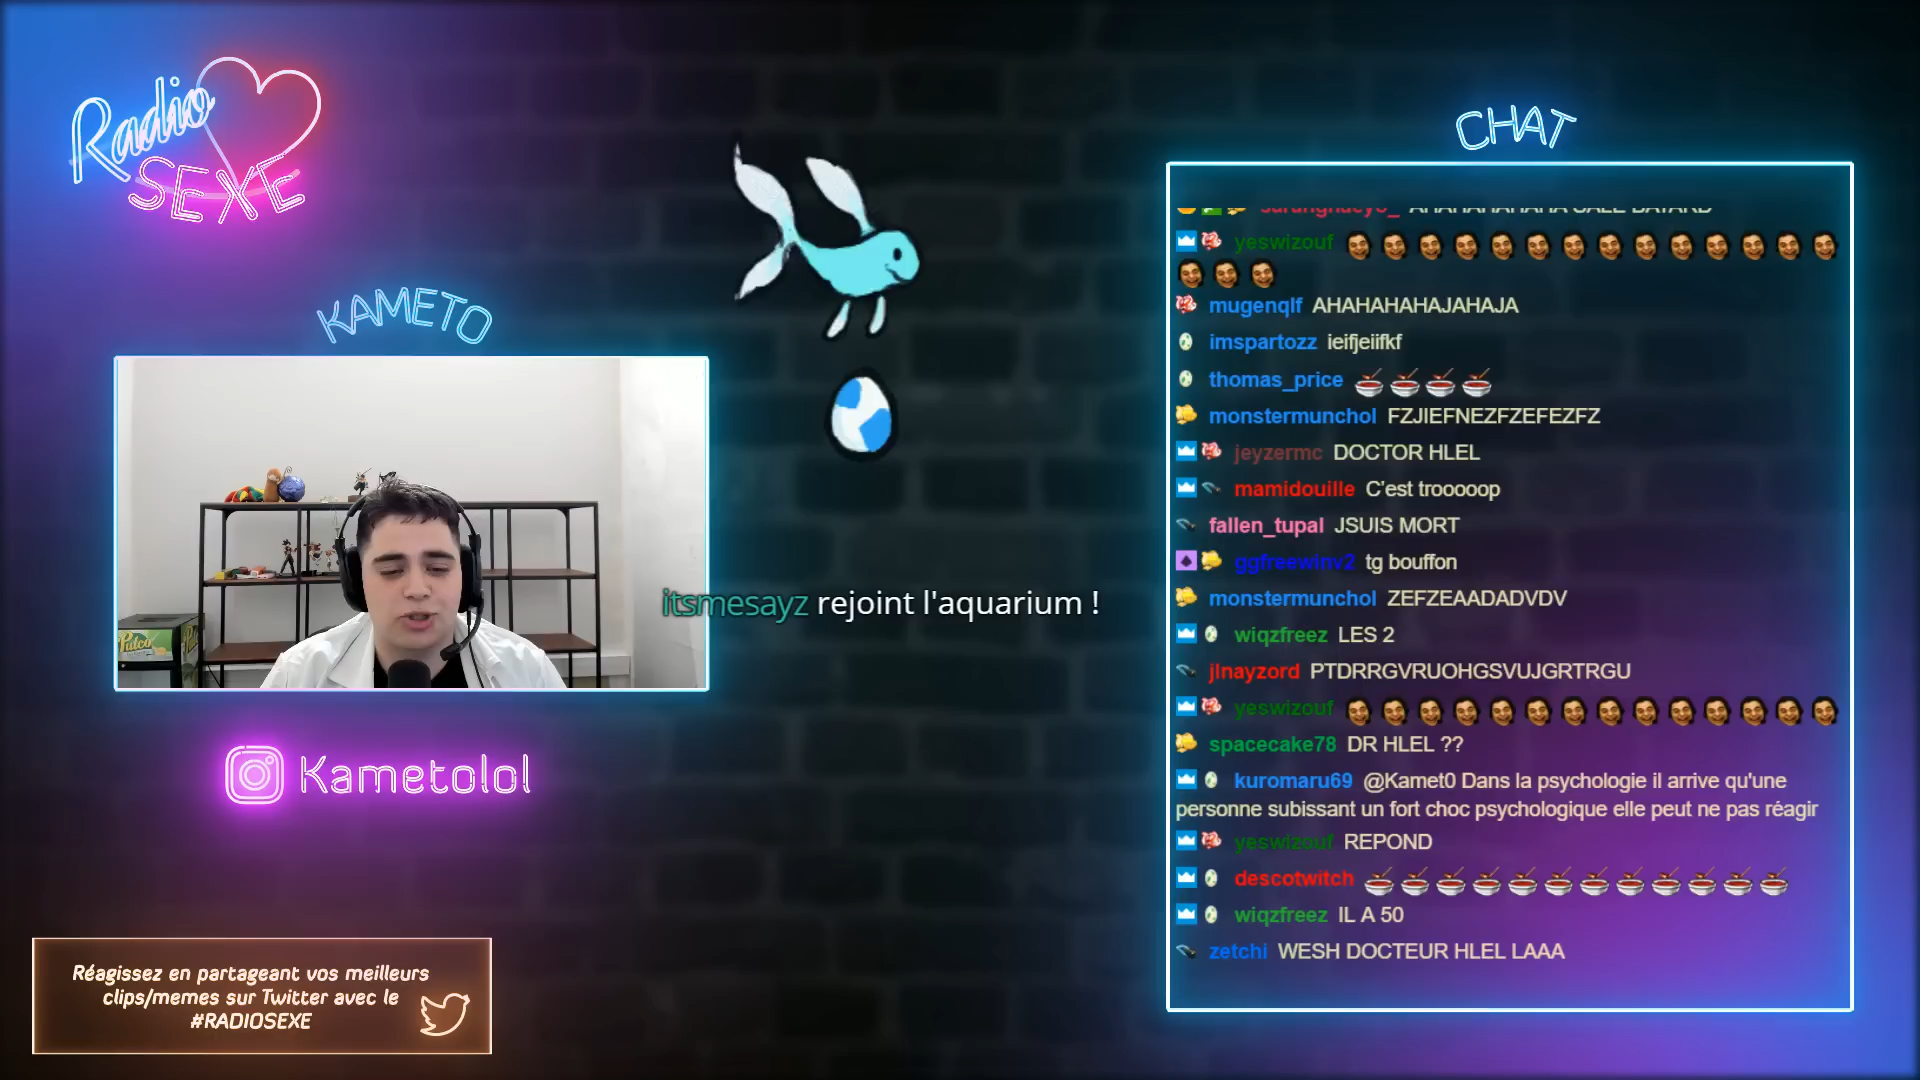 Radio
SEXE
KAMETO
Pulco
Kametolol
Réagissez en partageant vos meilleurs
clips/memes sur Twitter avec le
#RADIOSEXE
itsmesayz rejoint l'aquarium !
CHAT
yeswizouf
mugenqlf AHAHAHAHAJAHAJA
imspartozz ieifjeiifkf
thomas_price
monstermunchol FZJIEFNEZFZEFEZFZ
jeyzermc DOCTOR HLEL
mamidouille C'est trooooop
fallen_tupal JSUIS MORT
ggfreewinv2 tg bouffon
monstermunchol ZEFZEAADADVDV
wiqzfreez LES 2
jlnayzord PTDRRGVRUOHGSVUJGRTRGU
yeswizouf
spacecake78 DR HLEL ??
kuromaru69 @Kamet0 Dans la psychologie il arrive qu'une
personne subissant un fort choc psychologique elle peut ne pas réagir
yeswizouf REPOND
descotwitch
wiqzfreez IL A 50
zetchi WESH DOCTEUR HLEL LAAA